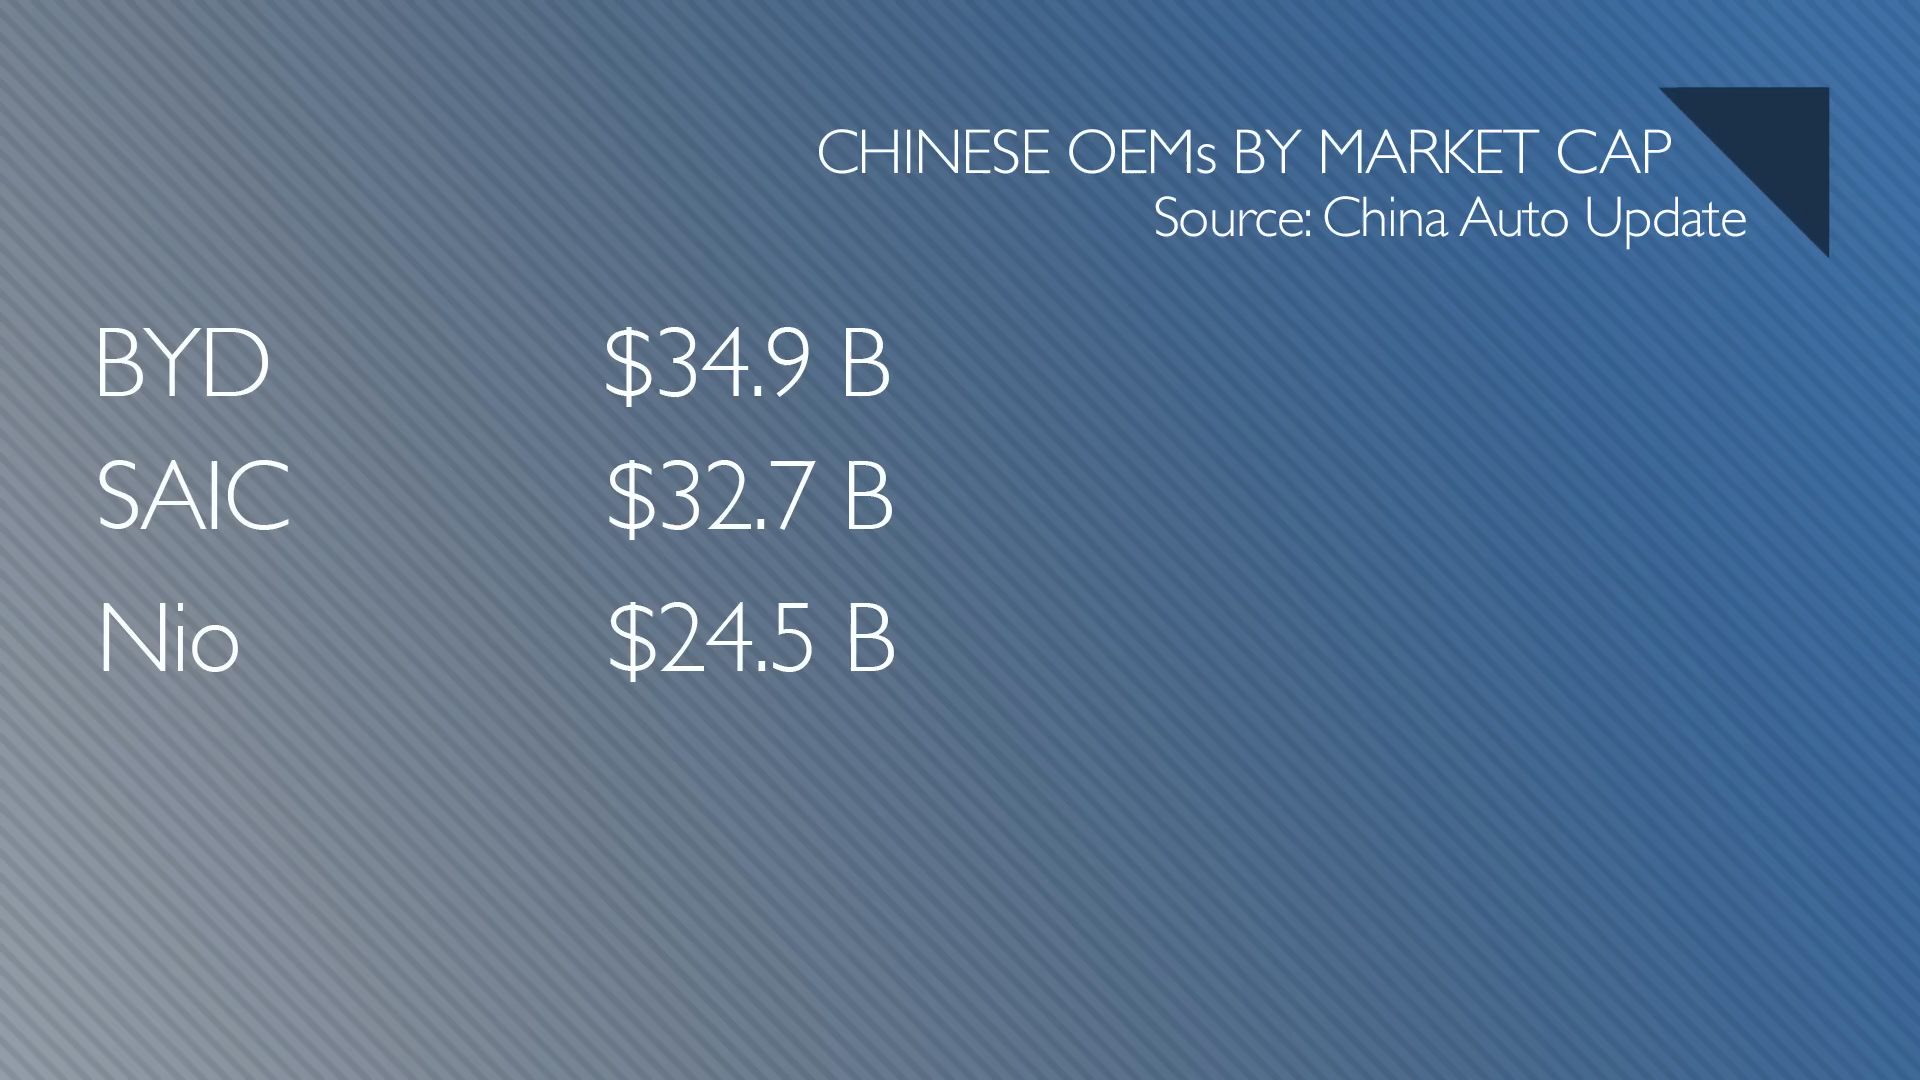 CHINESE OEMs BY MARKET CAP
Source: China Auto Update
BYD $34.9 B
SAIC $32.7 B
Nio $24.5 B